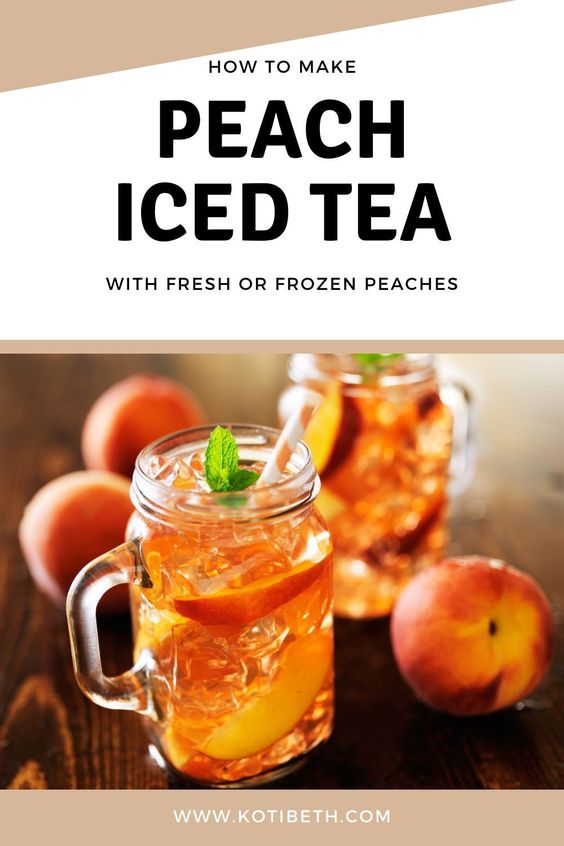 HOW TO MAKE
PEACH
ICED TEA
WITH FRESH OR FROZEN PEACHES
WWW.KOTIBETH.COM